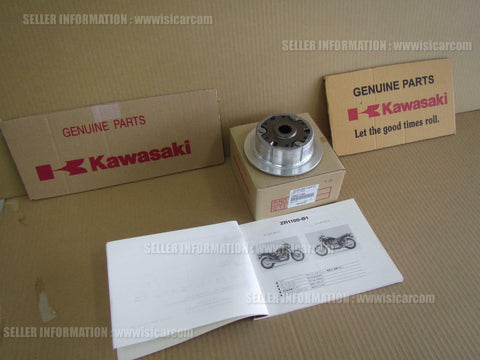 SELLER INFORMATION : wwwisicarcom
SELLER INFORMATION : wwwisicarcom
GENUINE PARTS
Kawasaki
GENUINE PARTS
Kawasaki
Let the good times roll.
SELLER INFORMATION : wwwisicarcom
ZR1100-B1
SELLER INFORMATION : wwwisicarcom
SELLER INFORMATION : wwwisicarcom